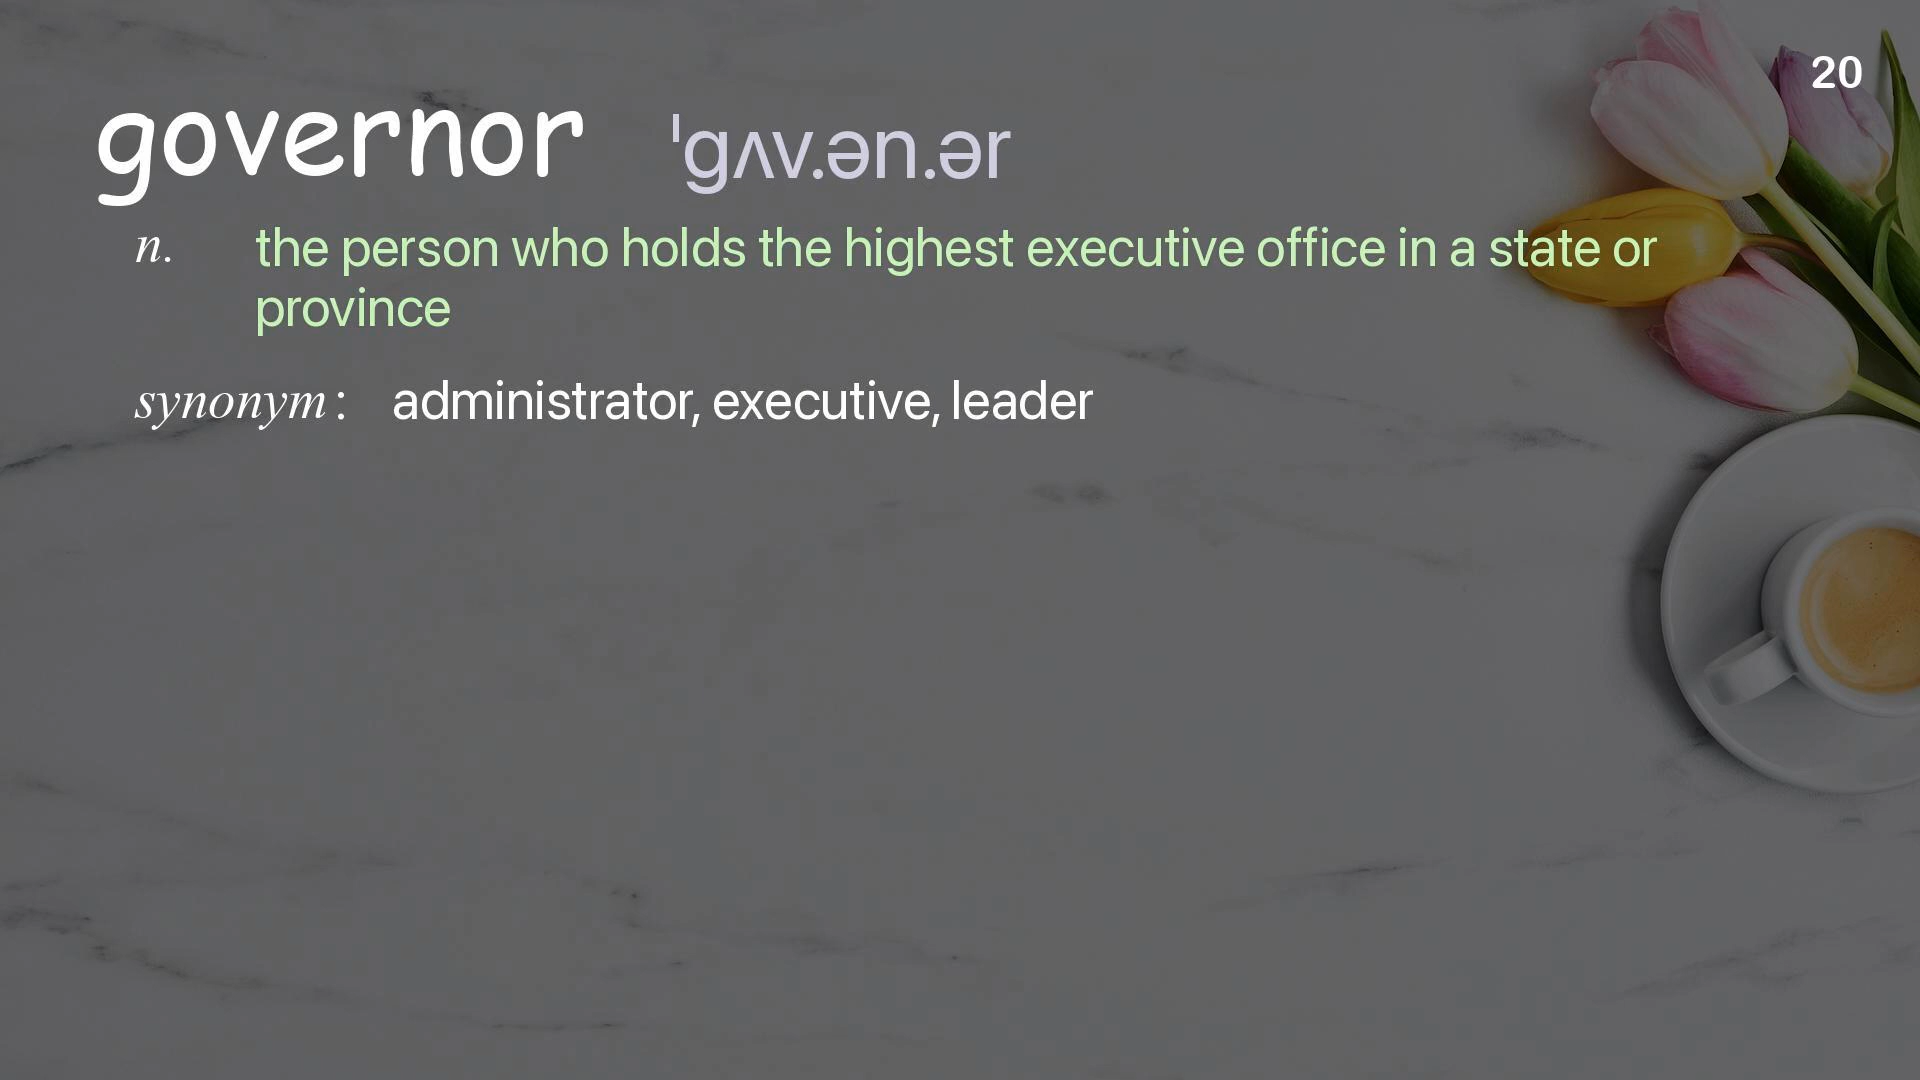 20
governor ˈgʌv.ən.ər
n. the person who holds the highest executive office in a state or
province
synonym: administrator, executive, leader